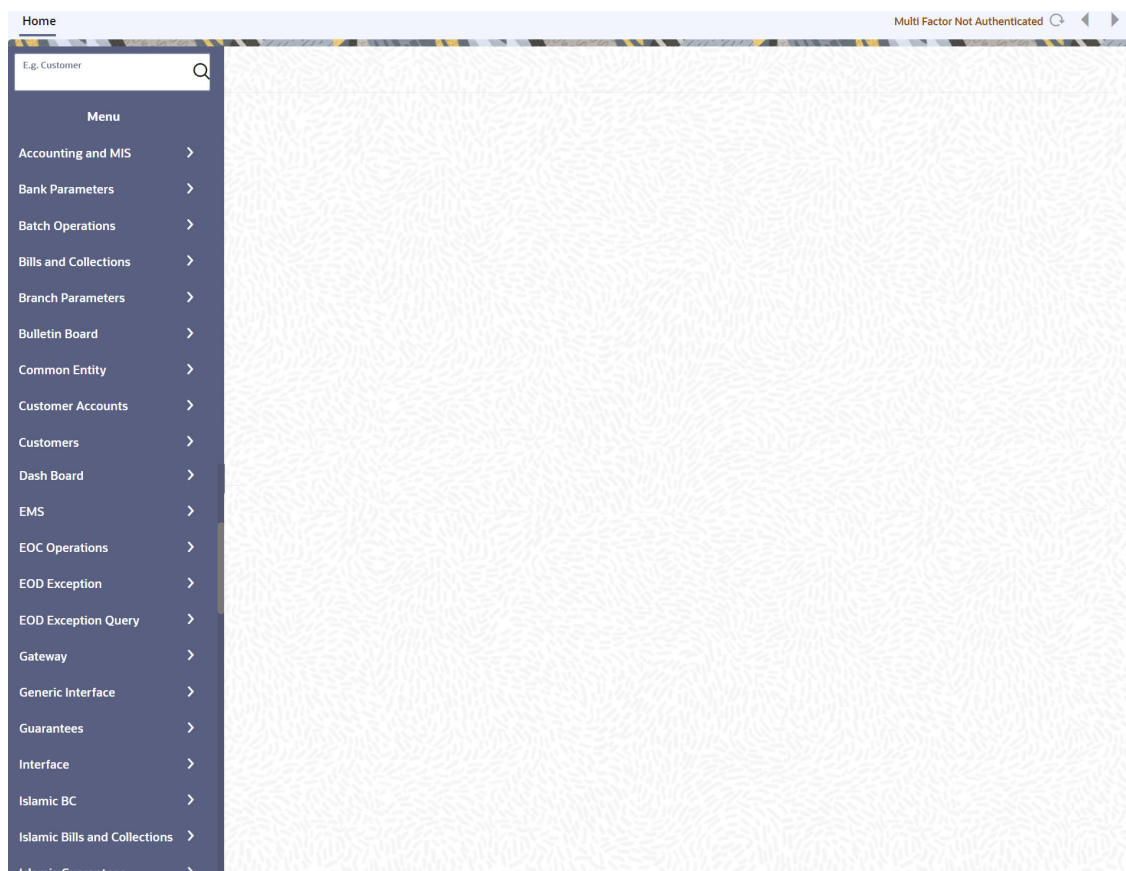 Home
Multi Factor Not Authenticated
E.g. Customer
Menu
Accounting and MIS
Bank Parameters
Batch Operations
Bills and Collections
Branch Parameters
Bulletin Board
Common Entity
Customer Accounts
Customers
Dash Board
EMS
EOC Operations
EOD Exception
EOD Exception Query
Gateway
Generic Interface
Guarantees
Interface
Islamic BC
Islamic Bills and Collections